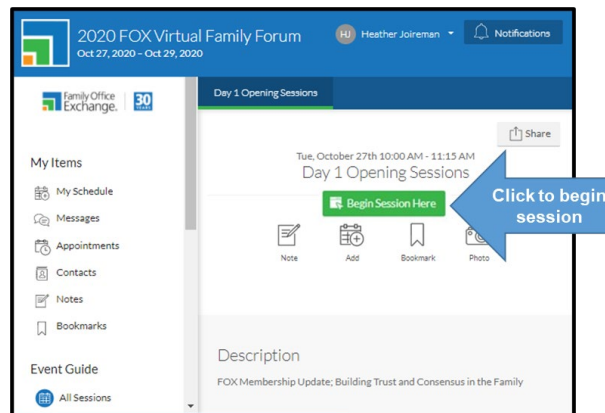 2020 FOX Virtual Family Forum
Oct 27, 2020 - Oct 29, 2020
HJ Heather Joireman
Notifications
Family Office
Exchange.
30
YEARS
Day 1 Opening Sessions
Share
Tue, October 27th 10:00 AM - 11:15 AM
Day 1 Opening Sessions
Begin Session Here
Click to begin
session
Note
Add
Bookmark
Photo
My Items
My Schedule
Messages
Appointments
Contacts
Notes
Bookmarks
Event Guide
All Sessions
Description
FOX Membership Update; Building Trust and Consensus in the Family